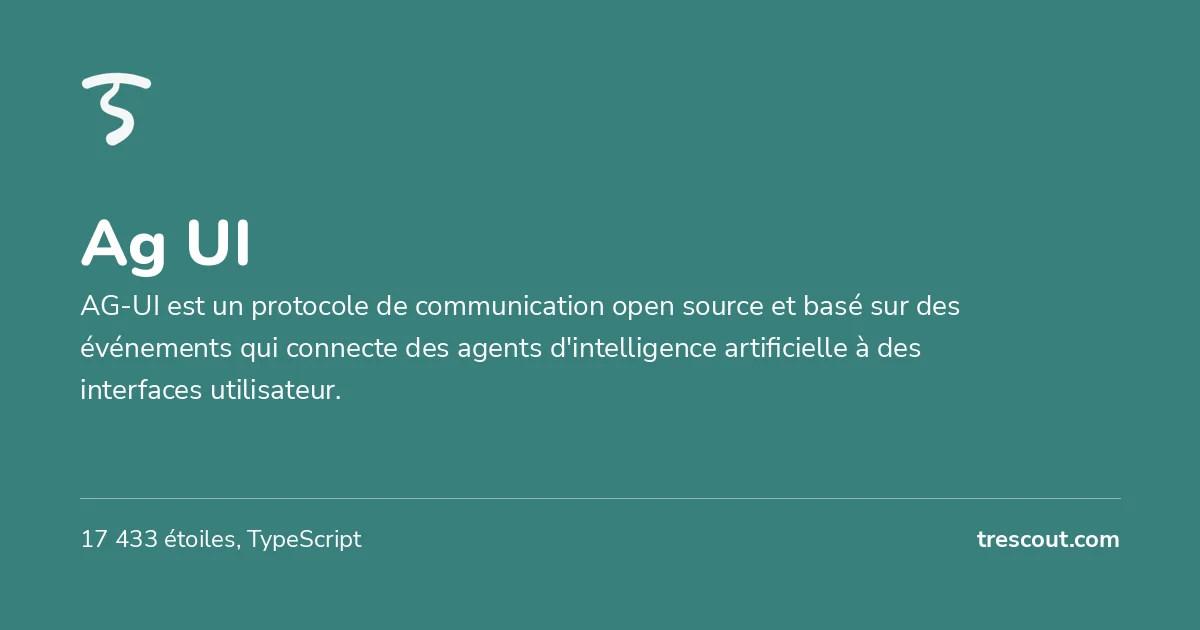 Ag UI
AG-UI est un protocole de communication open source et basé sur des
événements qui connecte des agents d'intelligence artificielle à des
interfaces utilisateur.
17 433 étoiles, TypeScript
trescout.com